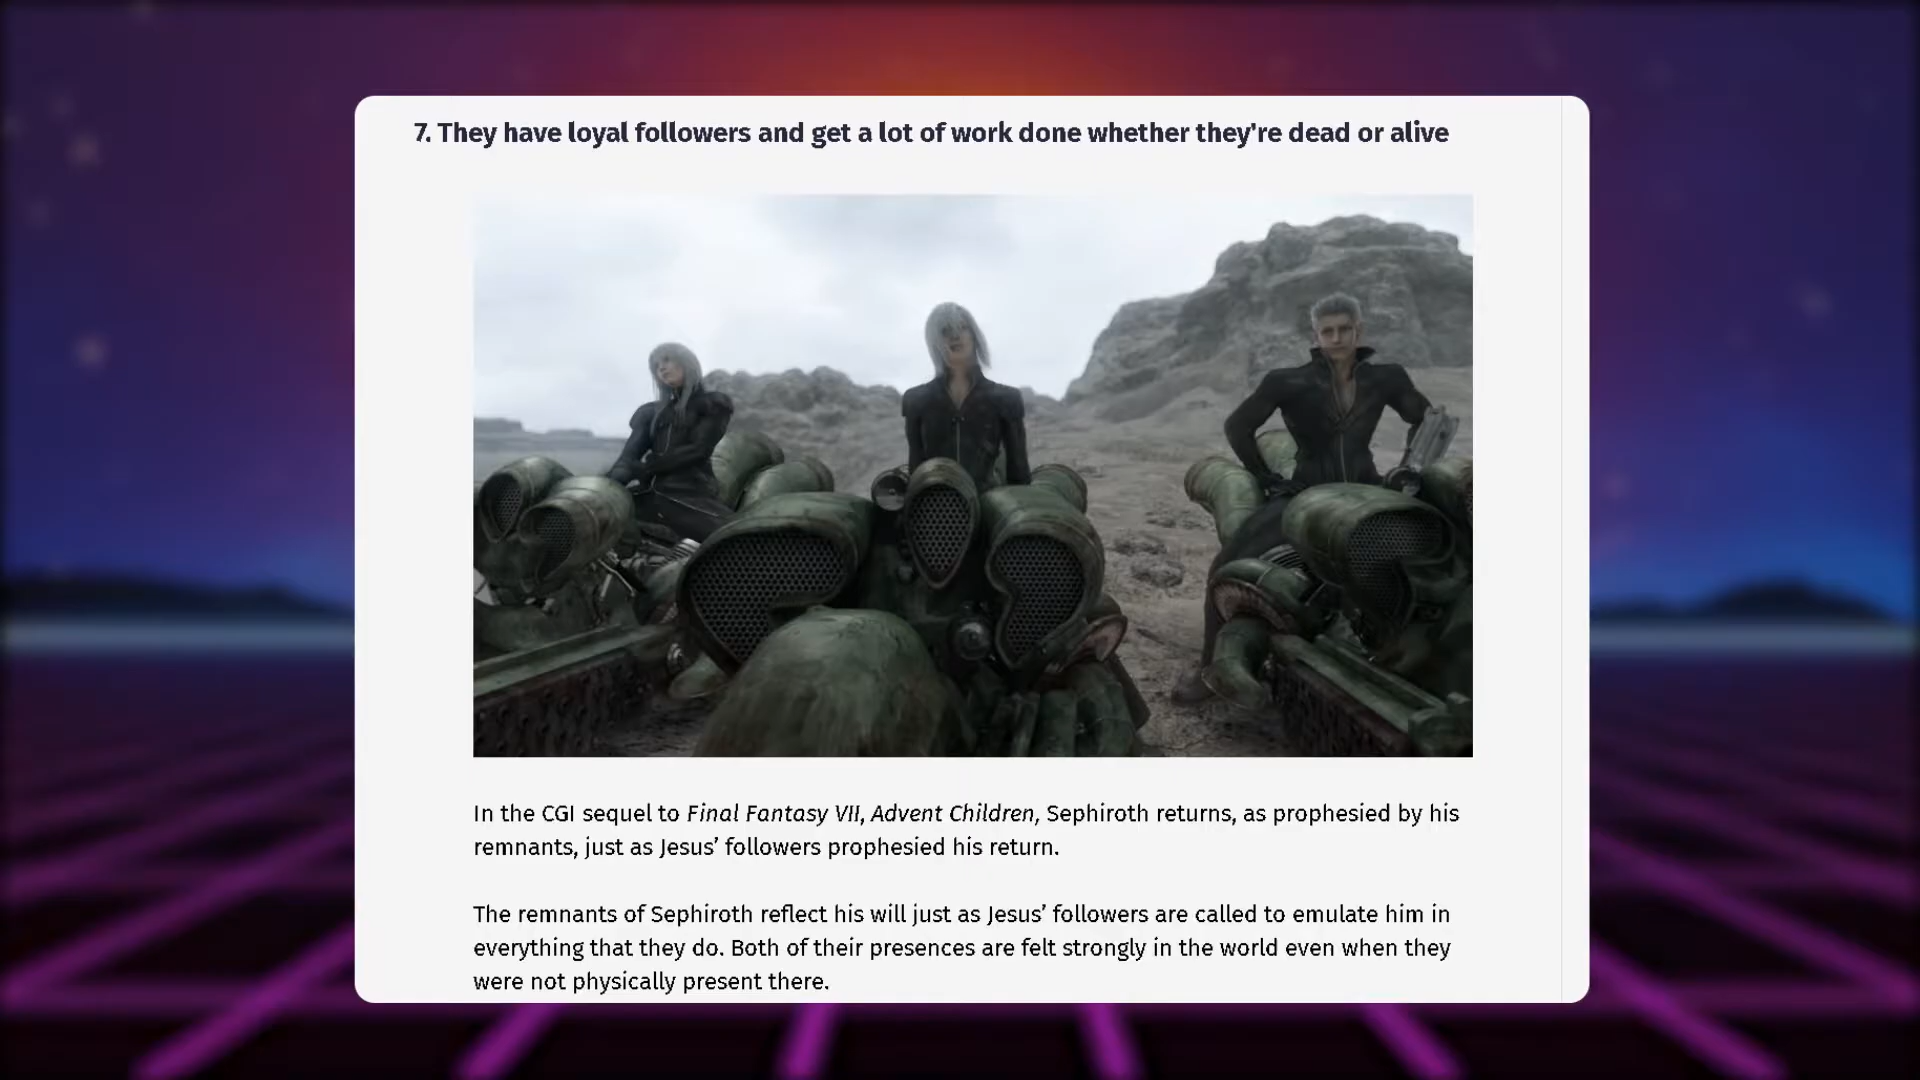 7. They have loyal followers and get a lot of work done whether they're dead or alive
In the CGI sequel to Final Fantasy VII, Advent Children, Sephiroth returns, as prophesied by his
remnants, just as Jesus’ followers prophesied his return.
The remnants of Sephiroth reflect his will just as Jesus’ followers are called to emulate him in
everything that they do. Both of their presences are felt strongly in the world even when they
were not physically present there.